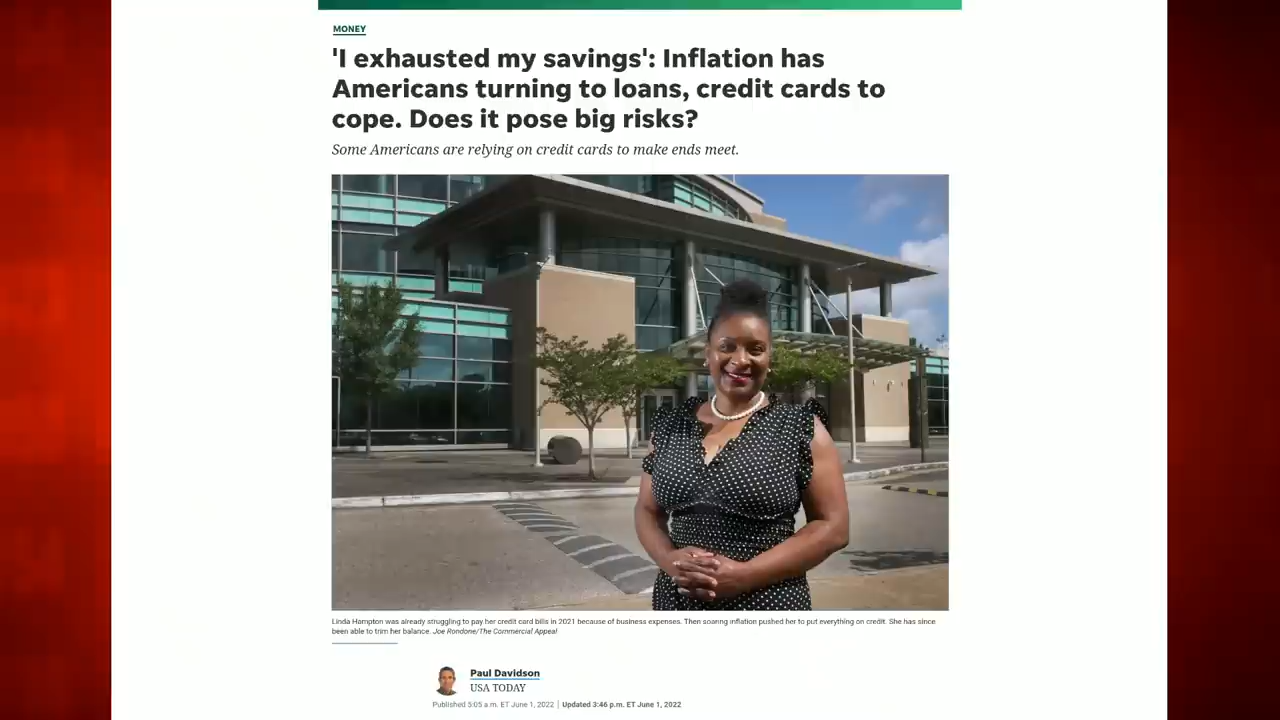 MONEY
'I exhausted my savings': Inflation has
Americans turning to loans, credit cards to
cope. Does it pose big risks?
Some Americans are relying on credit cards to make ends meet.
Linda Hampton was already struggling to pay her credit card bills in 2021 because of business expenses. Then soaring inflation pushed her to put everything on credit. She has since
been able to trim her balance. Joe Rondone/The Commercial Appeal
Paul Davidson
USA TODAY
Published 5:05 a.m. ET June 1, 2022 | Updated 3:46 p.m. ET June 1, 2022